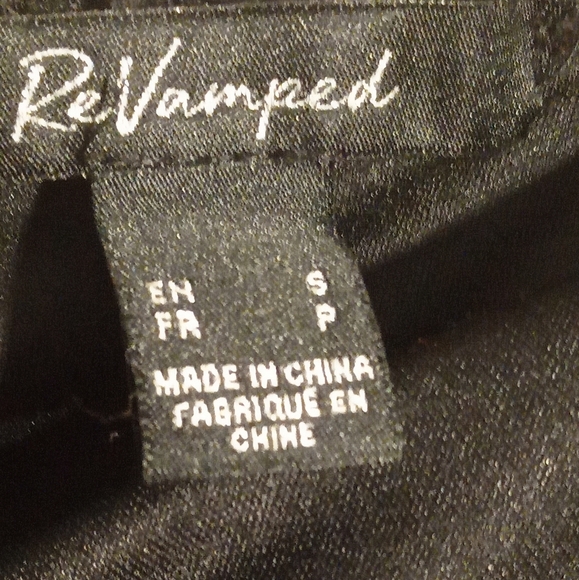 ReVamped
EN S
FR P
MADE IN CHINA
FABRIQUÉ EN
CHINE